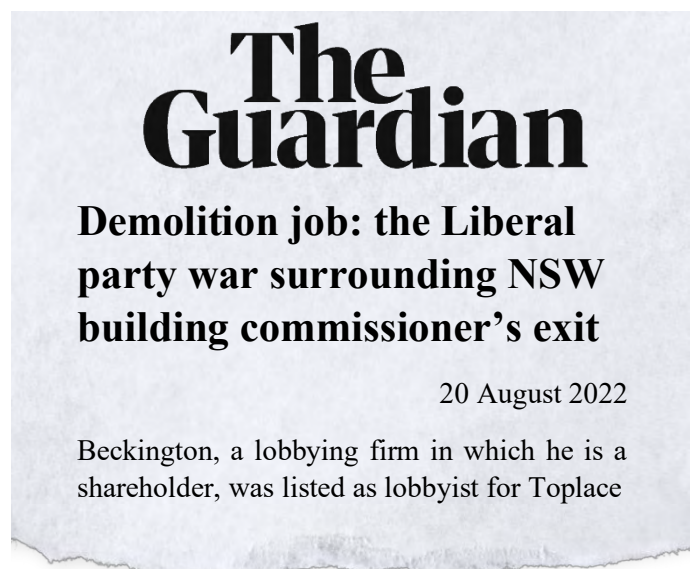 The
Guardian
Demolition job: the Liberal
party war surrounding NSW
building commissioner’s exit
20 August 2022
Beckington, a lobbying firm in which he is a
shareholder, was listed as lobbyist for Toplace